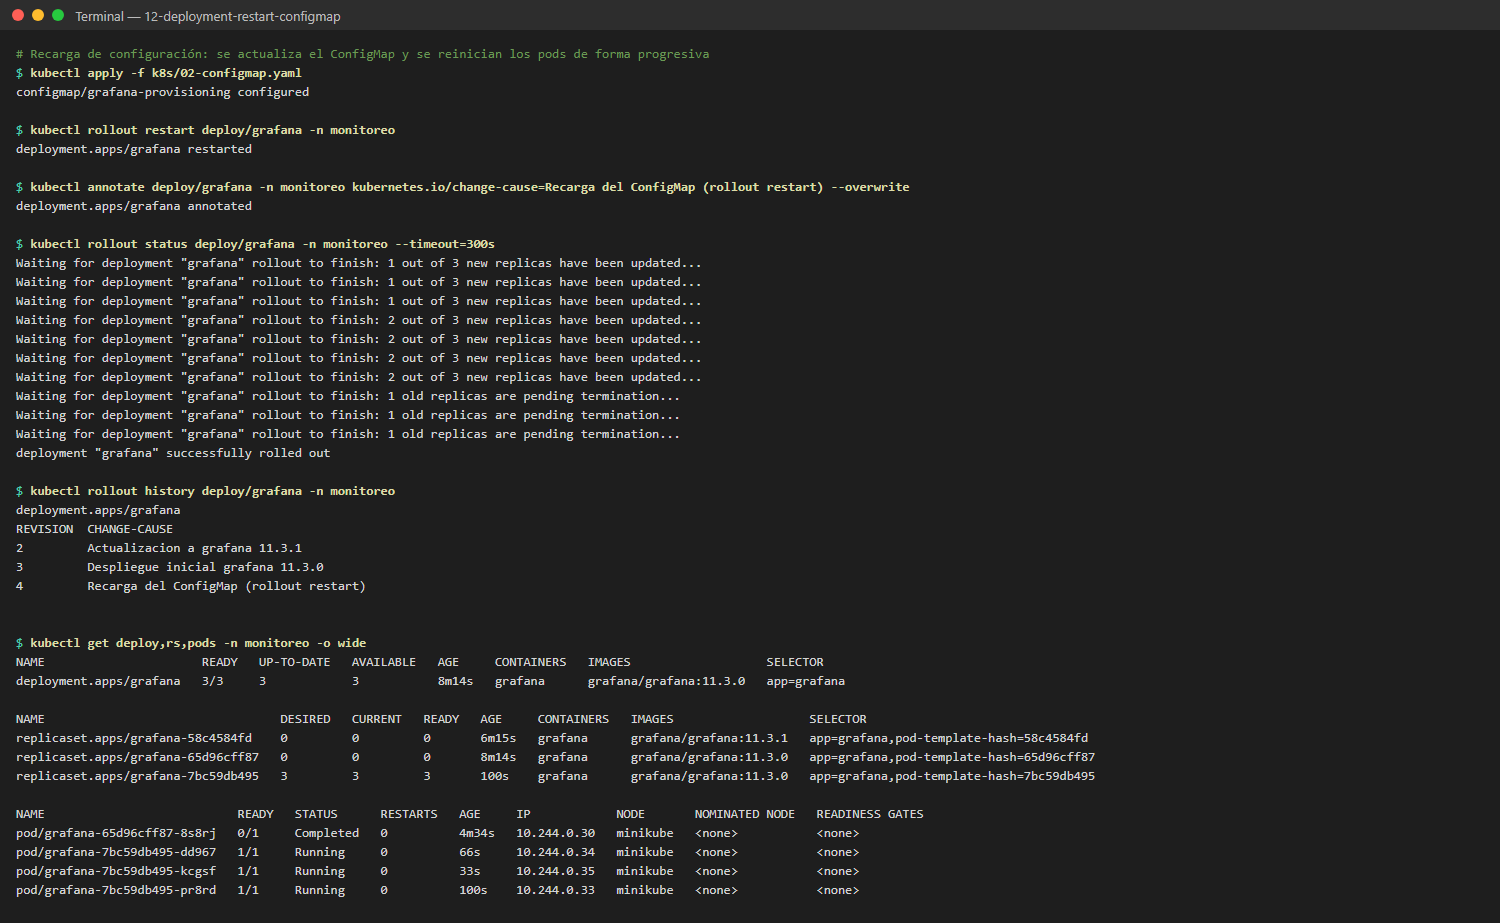 Terminal — 12-deployment-restart-configmap
# Recarga de configuración: se actualiza el ConfigMap y se reinician los pods de forma progresiva
$ kubectl apply -f k8s/02-configmap.yaml
configmap/grafana-provisioning configured
$ kubectl rollout restart deploy/grafana -n monitoreo
deployment.apps/grafana restarted
$ kubectl annotate deploy/grafana -n monitoreo kubernetes.io/change-cause=Recarga del ConfigMap (rollout restart) --overwrite
deployment.apps/grafana annotated
$ kubectl rollout status deploy/grafana -n monitoreo --timeout=300s
Waiting for deployment "grafana" rollout to finish: 1 out of 3 new replicas have been updated...
Waiting for deployment "grafana" rollout to finish: 1 out of 3 new replicas have been updated...
Waiting for deployment "grafana" rollout to finish: 1 out of 3 new replicas have been updated...
Waiting for deployment "grafana" rollout to finish: 2 out of 3 new replicas have been updated...
Waiting for deployment "grafana" rollout to finish: 2 out of 3 new replicas have been updated...
Waiting for deployment "grafana" rollout to finish: 2 out of 3 new replicas have been updated...
Waiting for deployment "grafana" rollout to finish: 2 out of 3 new replicas have been updated...
Waiting for deployment "grafana" rollout to finish: 1 old replicas are pending termination...
Waiting for deployment "grafana" rollout to finish: 1 old replicas are pending termination...
Waiting for deployment "grafana" rollout to finish: 1 old replicas are pending termination...
deployment "grafana" successfully rolled out
$ kubectl rollout history deploy/grafana -n monitoreo
deployment.apps/grafana
REVISION  CHANGE-CAUSE
2         Actualizacion a grafana 11.3.1
3         Despliegue inicial grafana 11.3.0
4         Recarga del ConfigMap (rollout restart)
$ kubectl get deploy,rs,pods -n monitoreo -o wide
NAME                      READY   UP-TO-DATE   AVAILABLE   AGE     CONTAINERS   IMAGES                   SELECTOR
deployment.apps/grafana   3/3     3            3           8m14s   grafana      grafana/grafana:11.3.0   app=grafana
NAME                                 DESIRED   CURRENT   READY   AGE     CONTAINERS   IMAGES                   SELECTOR
replicaset.apps/grafana-58c4584fd    0         0         0       6m15s   grafana      grafana/grafana:11.3.1   app=grafana,pod-template-hash=58c4584fd
replicaset.apps/grafana-65d96cff87   0         0         0       8m14s   grafana      grafana/grafana:11.3.0   app=grafana,pod-template-hash=65d96cff87
replicaset.apps/grafana-7bc59db495   3         3         3       100s    grafana      grafana/grafana:11.3.0   app=grafana,pod-template-hash=7bc59db495
NAME                           READY   STATUS      RESTARTS   AGE     IP            NODE       NOMINATED NODE   READINESS GATES
pod/grafana-65d96cff87-8s8rj   0/1     Completed   0          4m34s   10.244.0.30   minikube   <none>           <none>
pod/grafana-7bc59db495-dd967   1/1     Running     0          66s     10.244.0.34   minikube   <none>           <none>
pod/grafana-7bc59db495-kcgsf   1/1     Running     0          33s     10.244.0.35   minikube   <none>           <none>
pod/grafana-7bc59db495-pr8rd   1/1     Running     0          100s    10.244.0.33   minikube   <none>           <none>